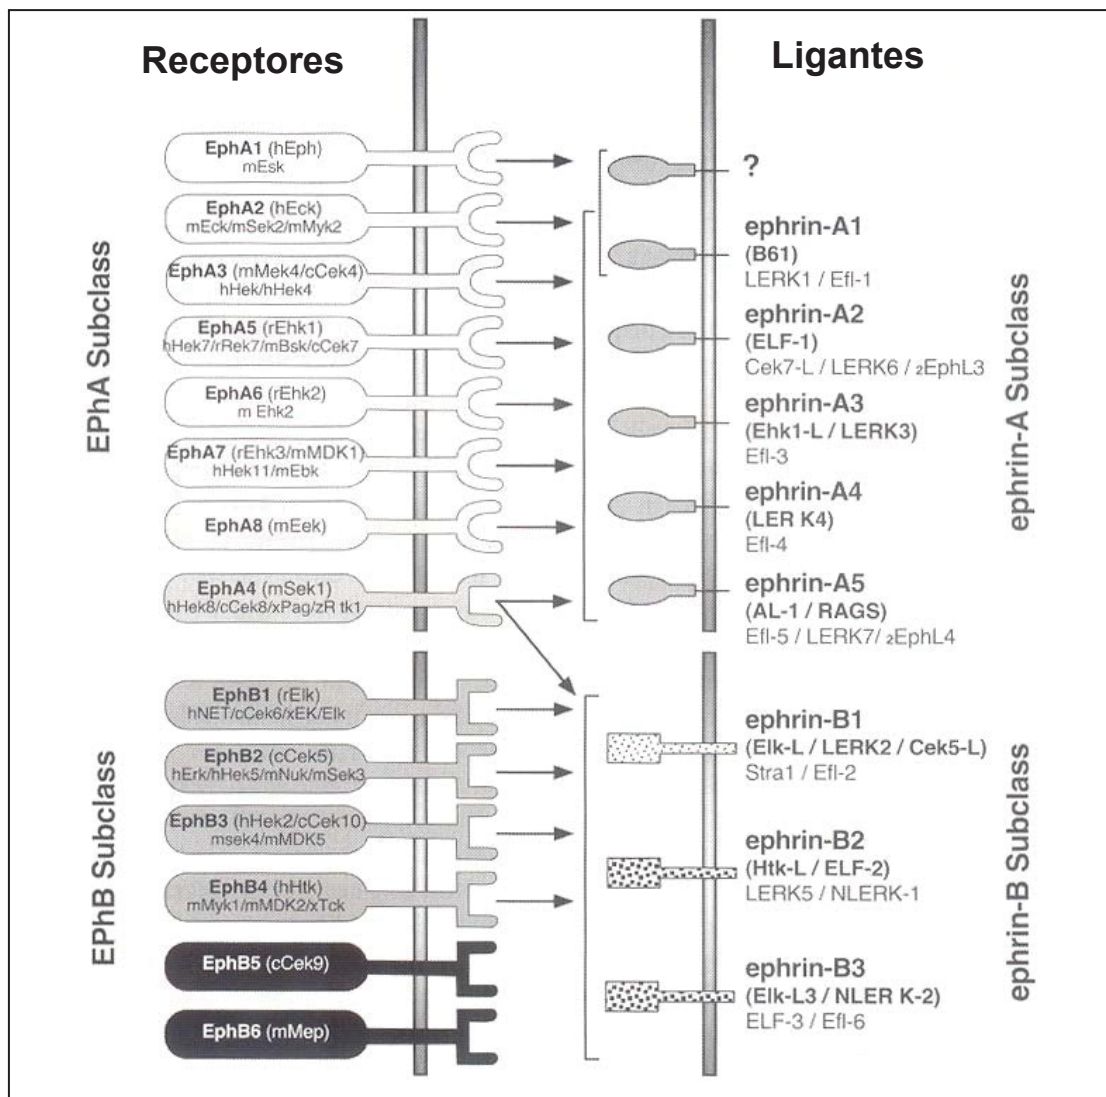 Receptores
Ligantes
EPhA Subclass
EphA1 (hEph)
mEsk
EphA2 (hEck)
mEck/mSek2/mMyk2
EphA3 (mMek4/cCek4)
hHek/hHek4
EphA5 (rEhk1)
hHek7/rRek7/mBsk/cCek7
EphA6 (rEhk2)
m Ehk2
EphA7 (rEhk3/mMDK1)
hHek11/mEbk
EphA8 (mEek)
EphA4 (mSek1)
hHek8/cCek8/xPag/zR tk1
EPhB Subclass
EphB1 (rElk)
hNET/cCek6/xEK/Elk
EphB2 (cCek5)
hErk/hHek5/mNuk/mSek3
EphB3 (hHek2/cCek10)
msek4/mMDK5
EphB4 (hHtk)
mMyk1/mMDK2/xTck
EphB5 (cCek9)
EphB6 (mMep)
?
ephrin-A1
(B61)
LERK1 / Efl-1
ephrin-A2
(ELF-1)
Cek7-L / LERK6 / ₂EphL3
ephrin-A3
(Ehk1-L / LERK3)
Efl-3
ephrin-A4
(LER K4)
Efl-4
ephrin-A5
(AL-1 / RAGS)
Efl-5 / LERK7/ ₂EphL4
ephrin-A Subclass
ephrin-B1
(Elk-L / LERK2 / Cek5-L)
Stra1 / Efl-2
ephrin-B2
(Htk-L / ELF-2)
LERK5 / NLERK-1
ephrin-B3
(Elk-L3 / NLER K-2)
ELF-3 / Efl-6
ephrin-B Subclass